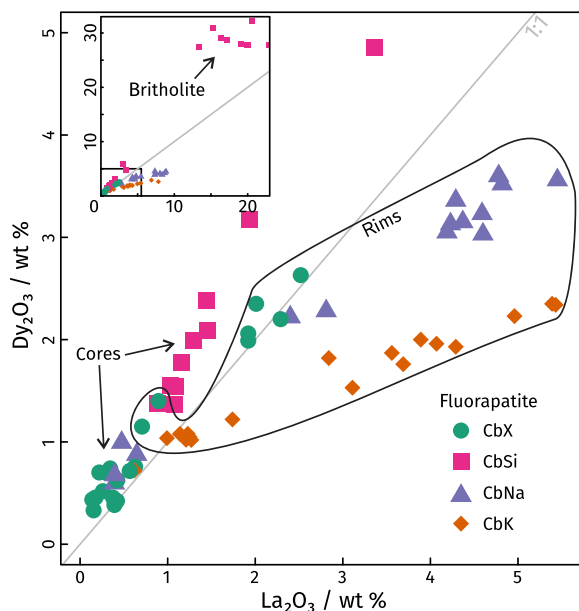 30
20
10
0
0
10
20
Britholite
1:1
Rims
Cores
5
4
3
2
1
0
Dy₂O₃ / wt %
Fluorapatite
CbX
CbSi
CbNa
CbK
0 1 2 3 4 5
La₂O₃ / wt %